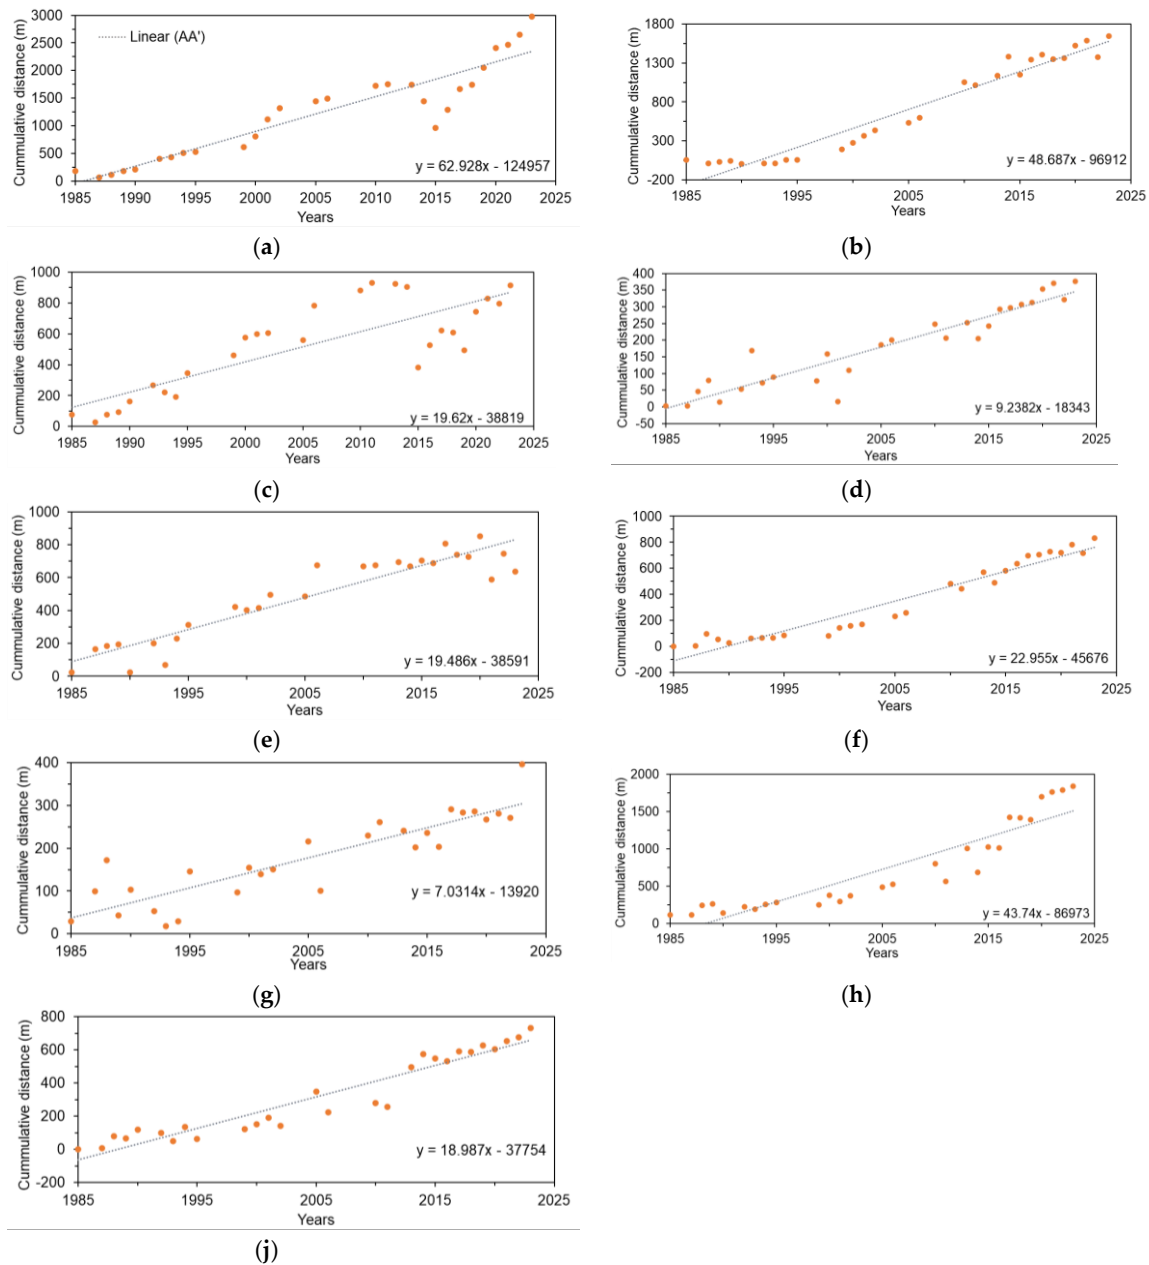 3000
2500
2000
1500
1000
500
0
Cummulative distance (m)
Linear (AA')
y = 62.928x - 124957
1985 1990 1995 2000 2005 2010 2015 2020 2025
Years
(a)
1800
1300
800
300
-200
Cummulative distance (m)
y = 48.687x - 96912
1985 1995 2005 2015 2025
Years
(b)
1000
800
600
400
200
0
Cummulative distance (m)
y = 19.62x - 38819
1985 1990 1995 2000 2005 2010 2015 2020 2025
Years
(c)
400
350
300
250
200
150
100
50
0
-50
Cummulative distance (m)
y = 9.2382x - 18343
1985 1995 2005 2015 2025
Years
(d)
1000
800
600
400
200
0
Cummulative distance (m)
y = 19.486x - 38591
1985 1995 2005 2015 2025
Years
(e)
1000
800
600
400
200
0
-200
Cummulative distance (m)
y = 22.955x - 45676
1985 1995 2005 2015 2025
Years
(f)
400
300
200
100
0
Cummulative distance (m)
y = 7.0314x - 13920
1985 1995 2005 2015 2025
Years
(g)
2000
1500
1000
500
0
Cummulative distance (m)
y = 43.74x - 86973
1985 1995 2005 2015 2025
Years
(h)
800
600
400
200
0
-200
Cummulative distance (m)
y = 18.987x - 37754
1985 1995 2005 2015 2025
Years
(j)